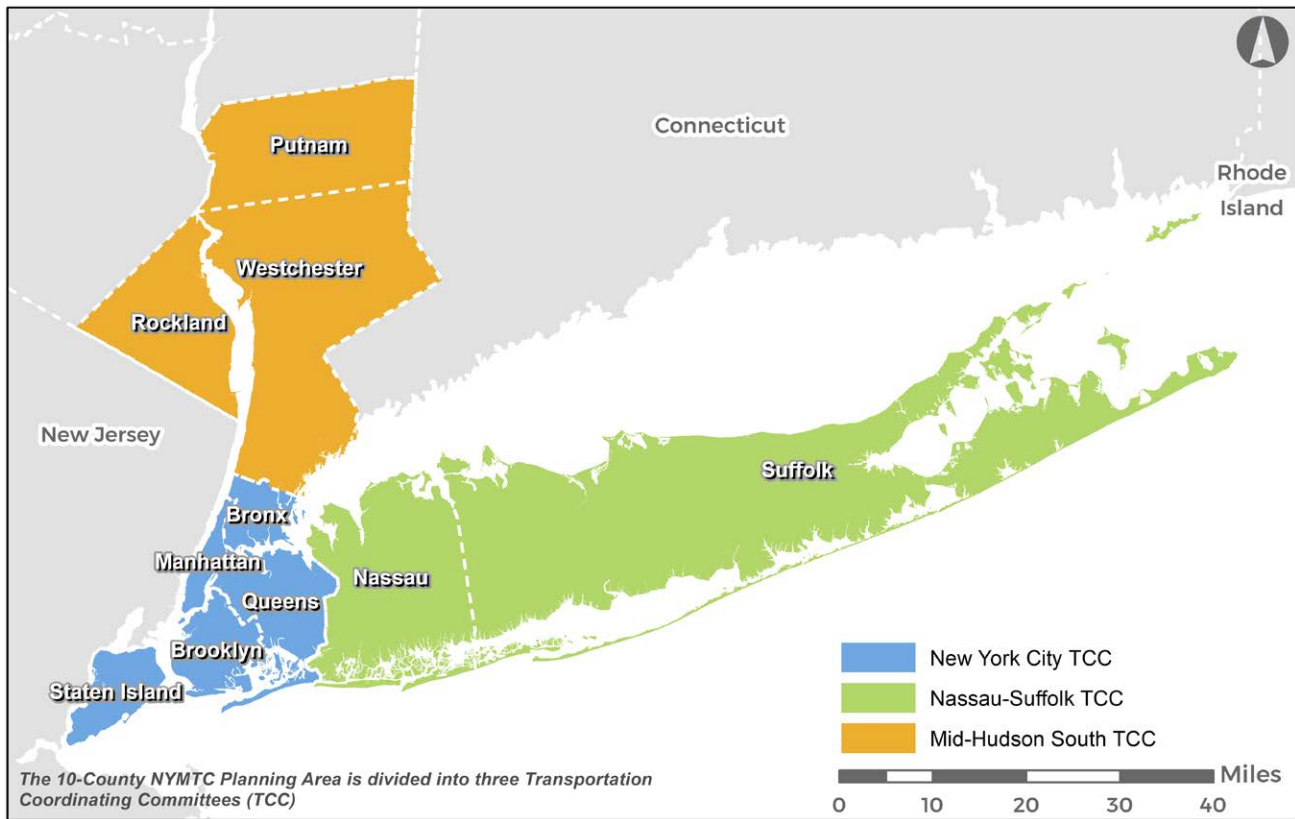 Connecticut
Putnam
Rhode
Island
Westchester
Rockland
New Jersey
Suffolk
Bronx
Manhattan
Nassau
Queens
Brooklyn
Staten Island
New York City TCC
Nassau-Suffolk TCC
Mid-Hudson South TCC
Miles
0 10 20 30 40
The 10-County NYMTC Planning Area is divided into three Transportation
Coordinating Committees (TCC)